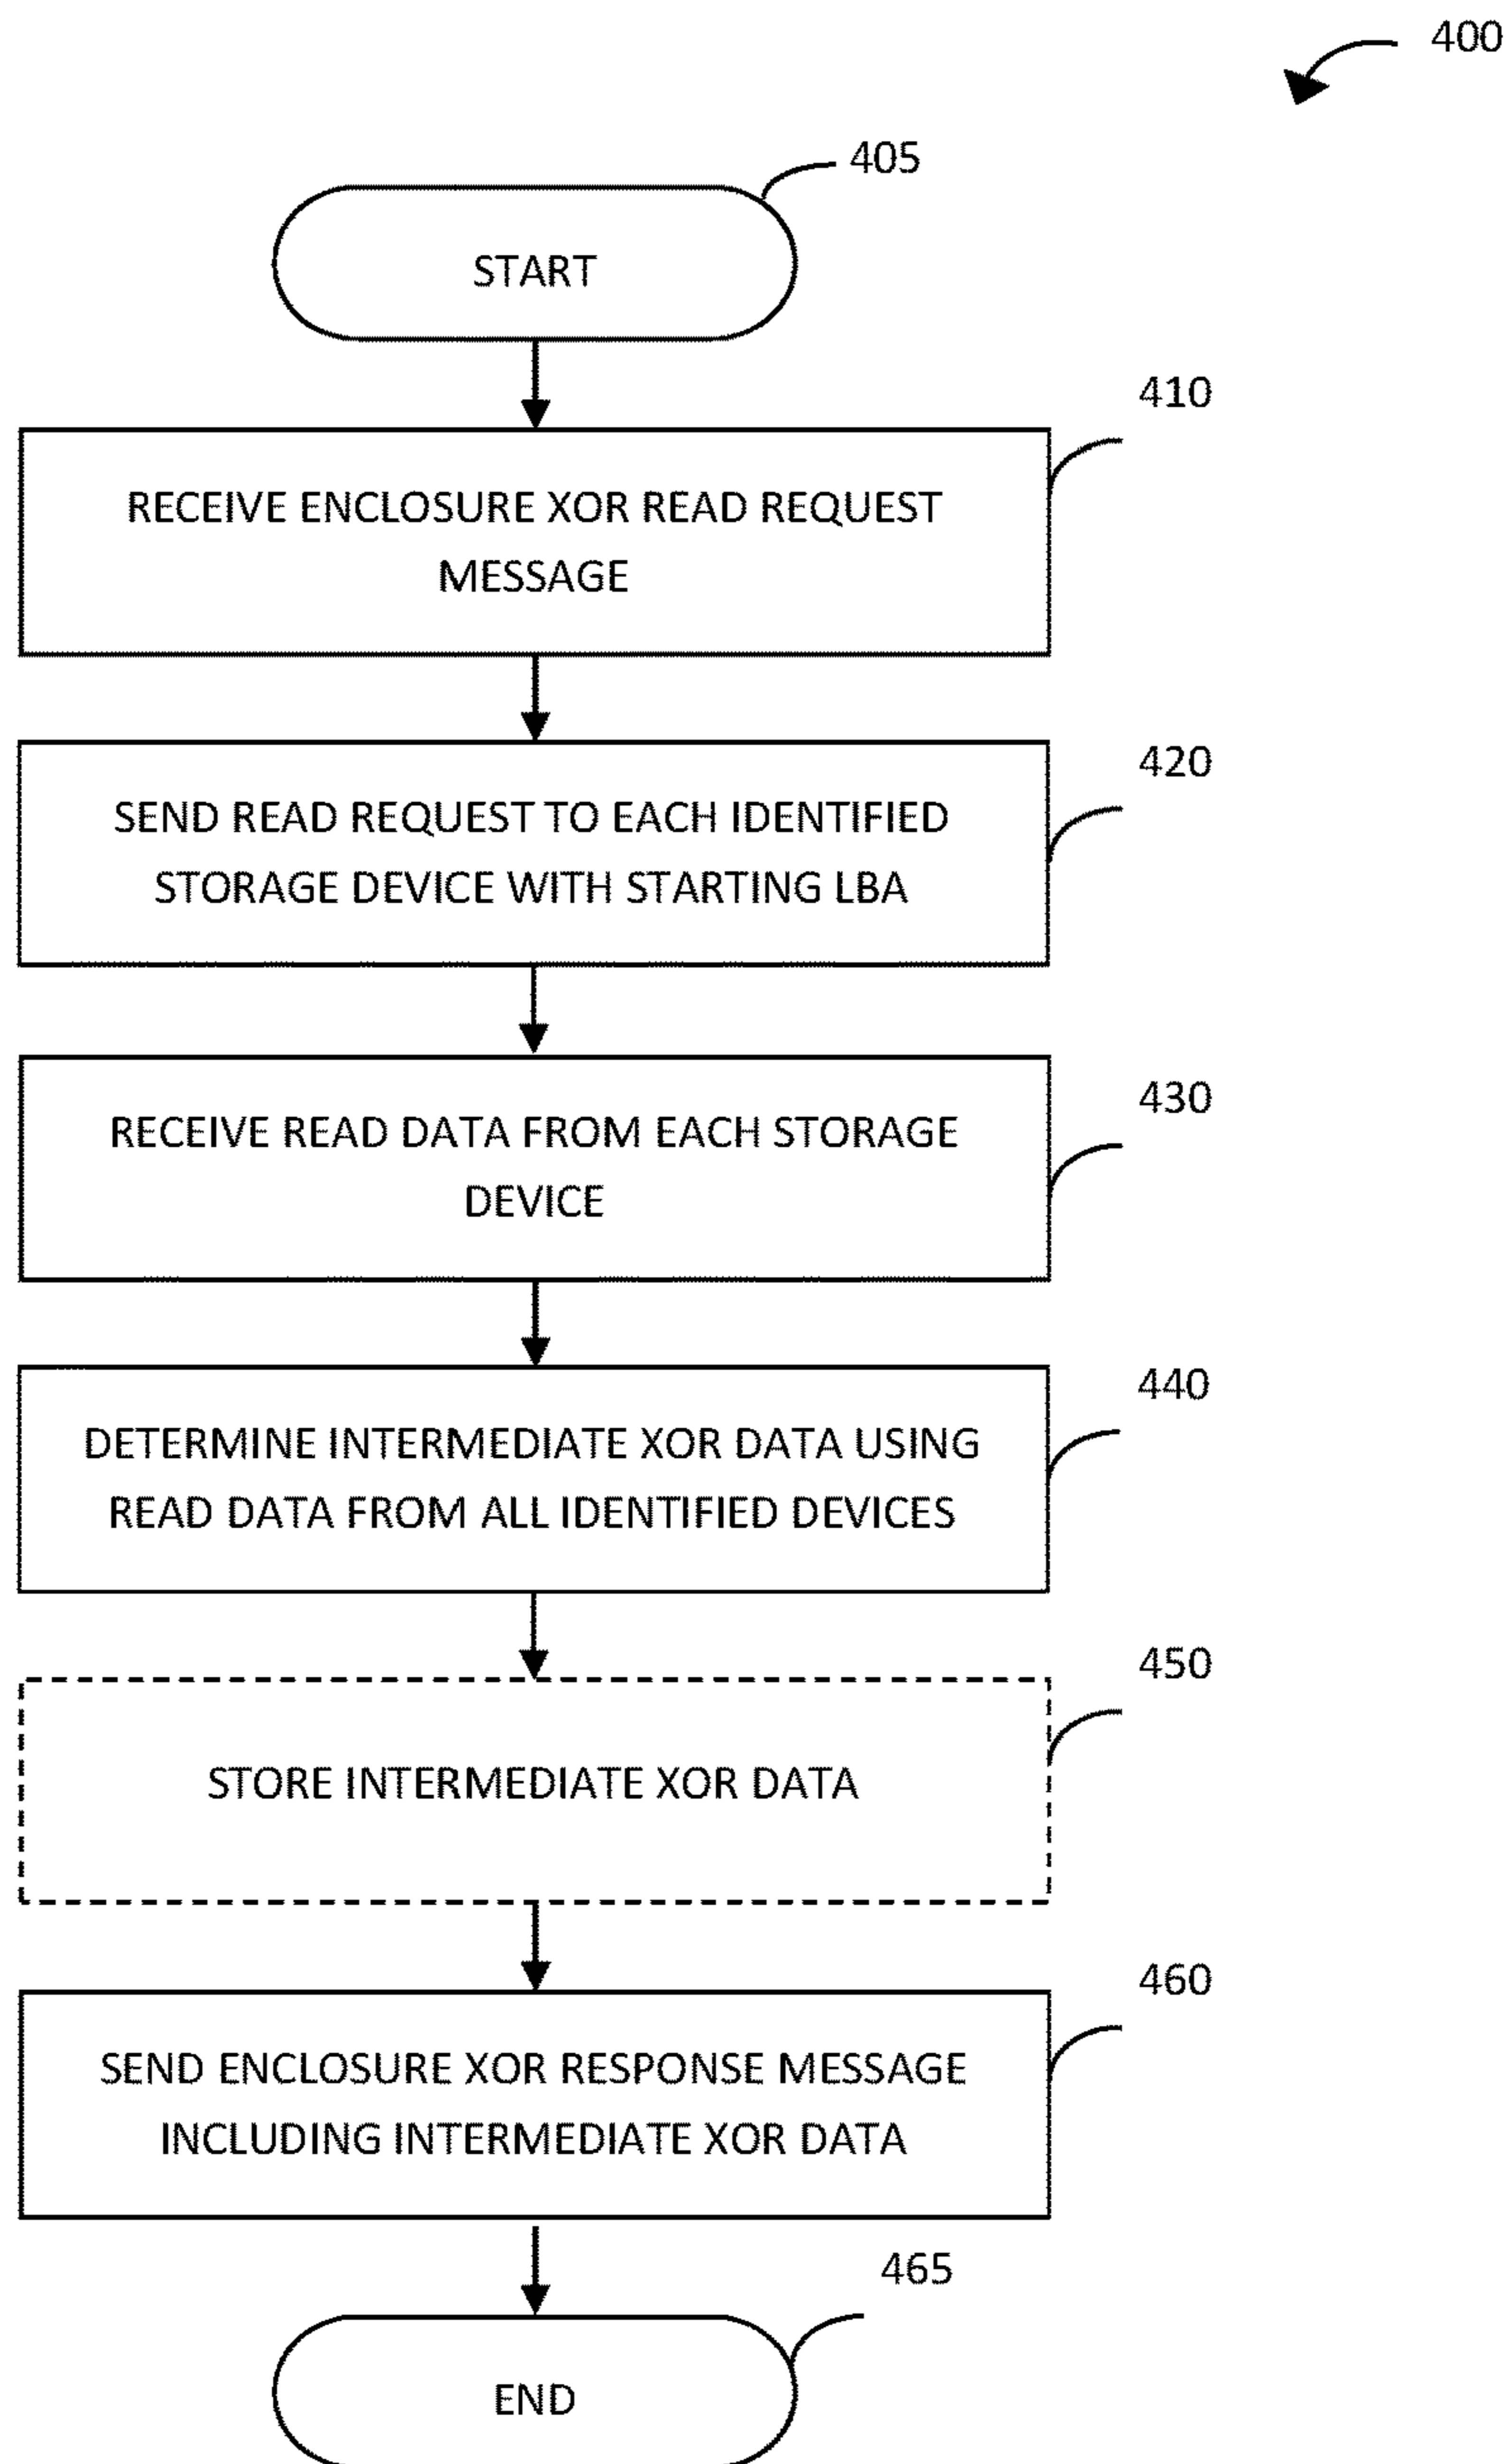 400
405
START
410
RECEIVE ENCLOSURE XOR READ REQUEST
MESSAGE
420
SEND READ REQUEST TO EACH IDENTIFIED
STORAGE DEVICE WITH STARTING LBA
430
RECEIVE READ DATA FROM EACH STORAGE
DEVICE
440
DETERMINE INTERMEDIATE XOR DATA USING
READ DATA FROM ALL IDENTIFIED DEVICES
450
STORE INTERMEDIATE XOR DATA
460
SEND ENCLOSURE XOR RESPONSE MESSAGE
INCLUDING INTERMEDIATE XOR DATA
465
END